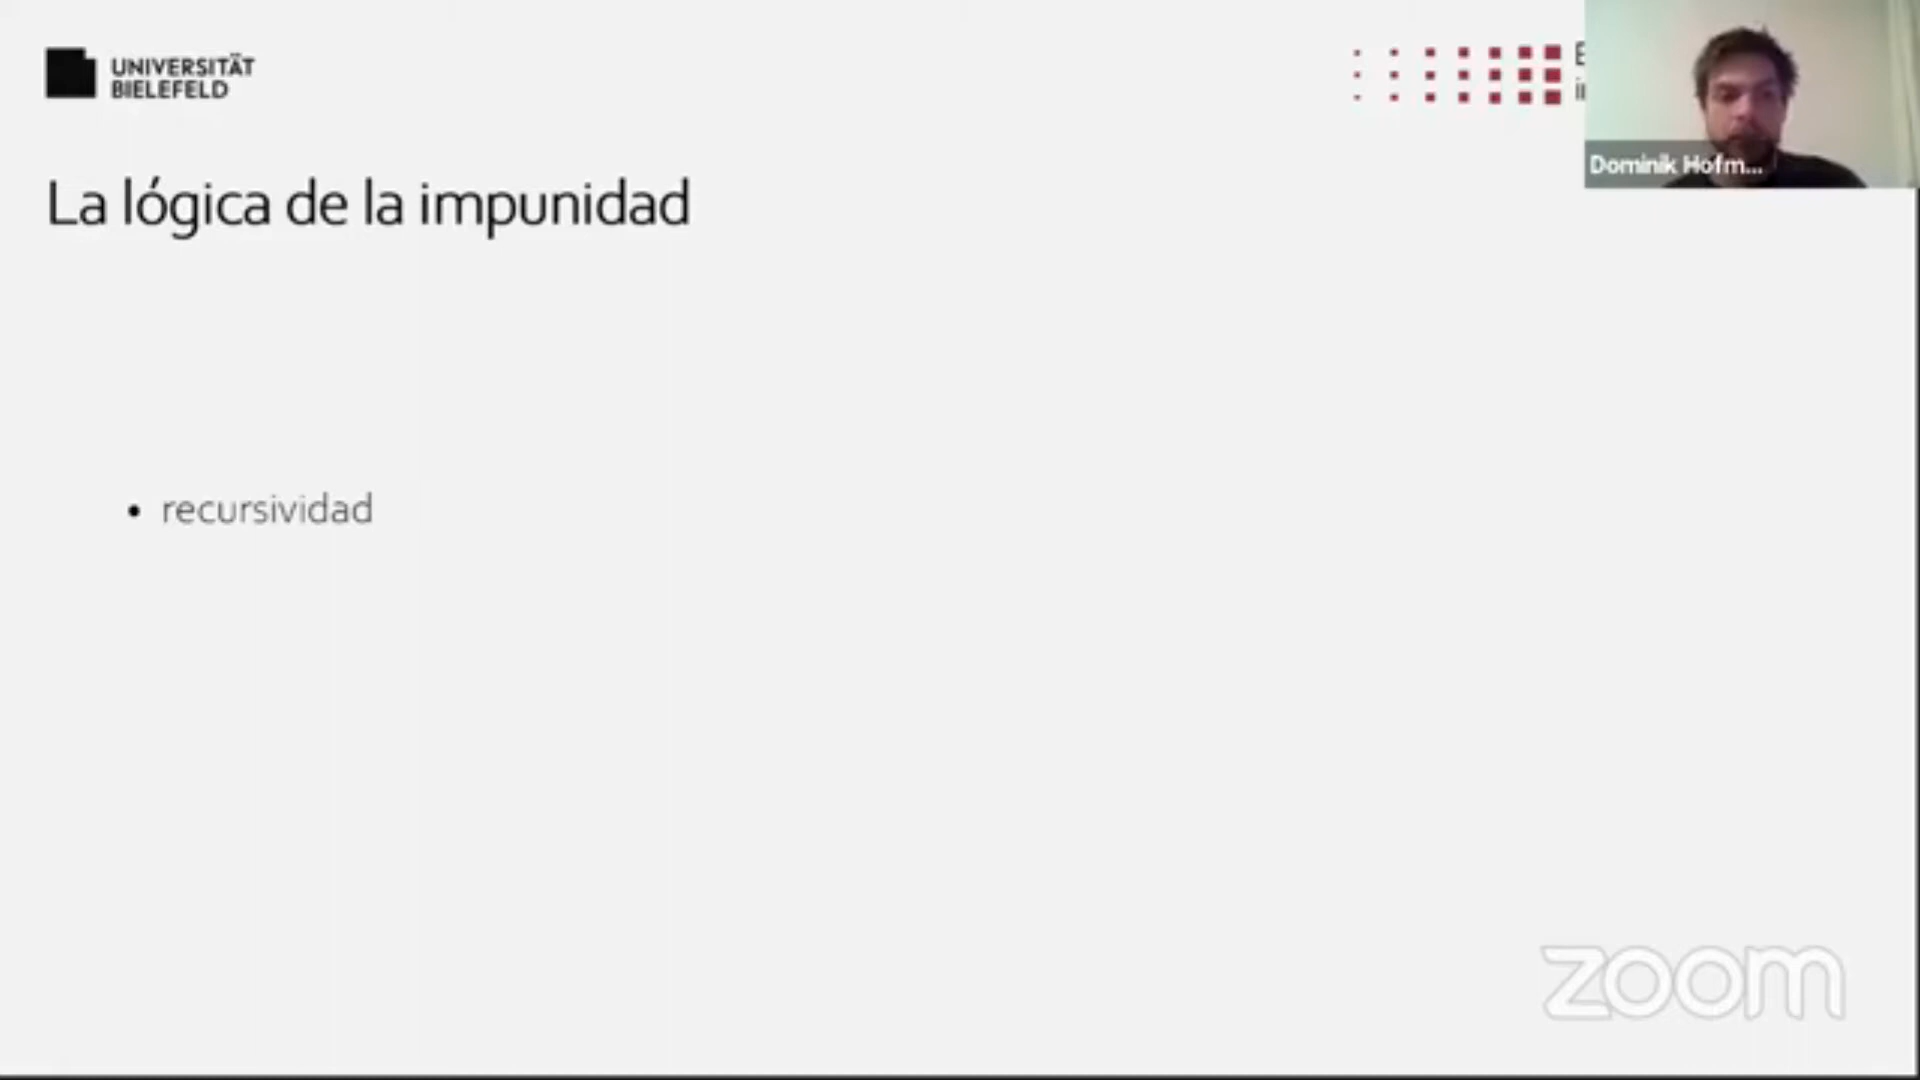 UNIVERSITÄT
BIELEFELD
Dominik Hofm...
La lógica de la impunidad
• recursividad
zoom